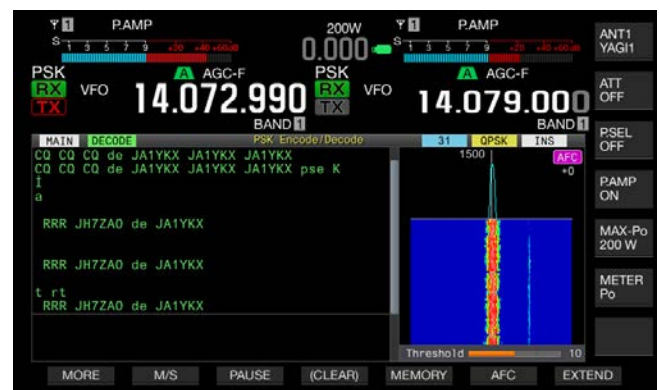 1 P.AMP 200W 1 P.AMP
S 1 3 5 7 9 +20 +40 +60dB 0.000 S 1 3 5 7 9 +20 +40 +60dB
PSK A AGC-F PSK A AGC-F
RX VFO 14.072.990 RX VFO 14.079.000
TX TX
BAND 1 BAND 1
MAIN DECODE PSK Encode/Decode 31 QPSK INS
CQ CQ CQ de JA1YKX JA1YKX JA1YKX
CQ CQ CQ de JA1YKX JA1YKX JA1YKX pse K
a
RRR JH7ZAO de JA1YKX
RRR JH7ZAO de JA1YKX
t rt
RRR JH7ZAO de JA1YKX
1500 AFC
+0
Threshold 10
ANT1
YAGI1
ATT
OFF
P.SEL
OFF
P.AMP
ON
MAX-Po
200 W
METER
Po
MORE M/S PAUSE (CLEAR) MEMORY AFC EXTEND